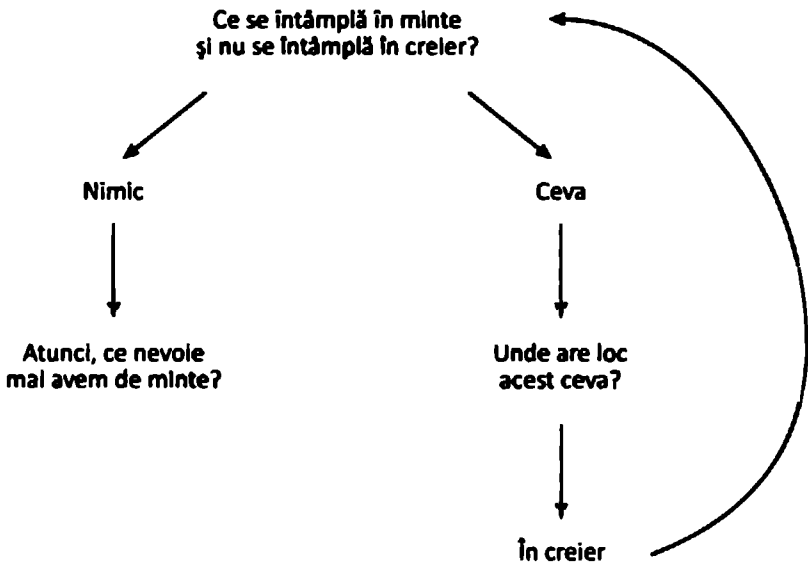 Ce se întâmplă în minte
și nu se întâmplă în creier?
Nimic
Ceva
Atunci, ce nevoie
mai avem de minte?
Unde are loc
acest ceva?
În creier